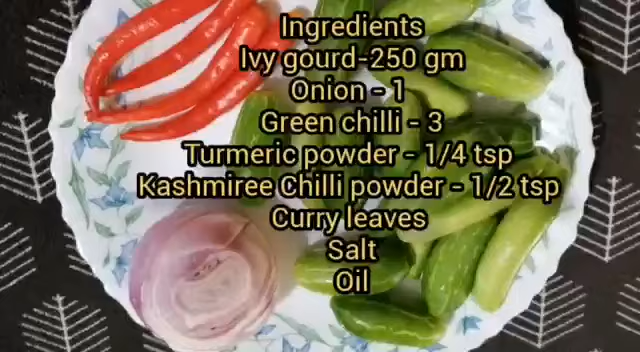 Ingredients
Ivy gourd-250 gm
Onion - 1
Green chilli - 3
Turmeric powder - 1/4 tsp
Kashmiree Chilli powder - 1/2 tsp
Curry leaves
Salt
Oil